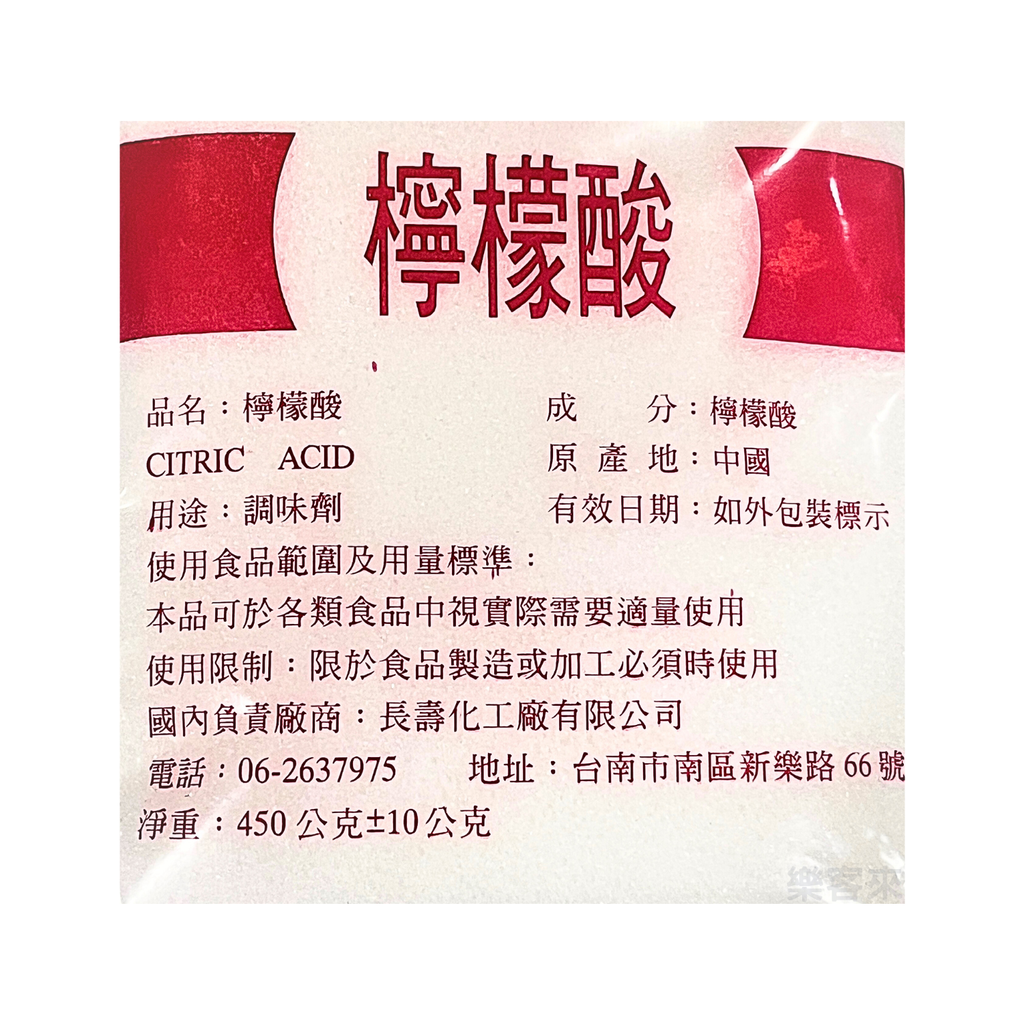 檸檬酸
品名：檸檬酸 成 分：檸檬酸
CITRIC ACID 原 產 地：中國
用途：調味劑 有效日期：如外包裝標示
使用食品範圍及用量標準：
本品可於各類食品中視實際需要適量使用
使用限制：限於食品製造或加工必須時使用
國內負責廠商：長壽化工廠有限公司
電話：06-2637975 地址：台南市南區新樂路 66 號
淨重：450 公克±10 公克
樂客來